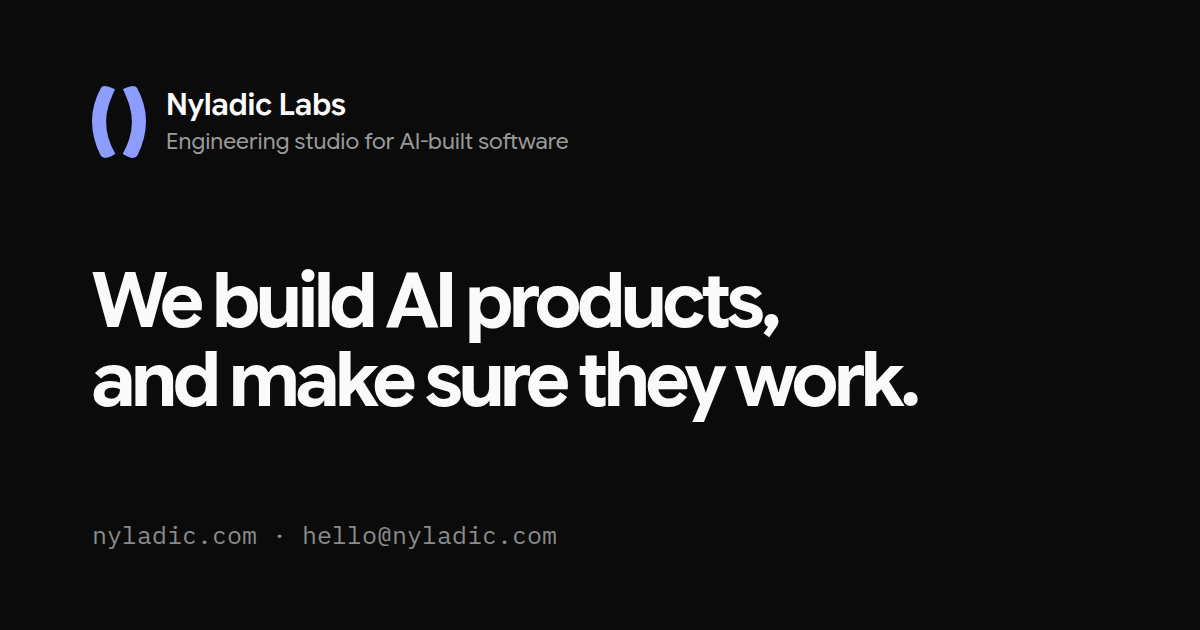 Nyladic Labs
Engineering studio for AI-built software
We build AI products,
and make sure they work.
nyladic.com · hello@nyladic.com